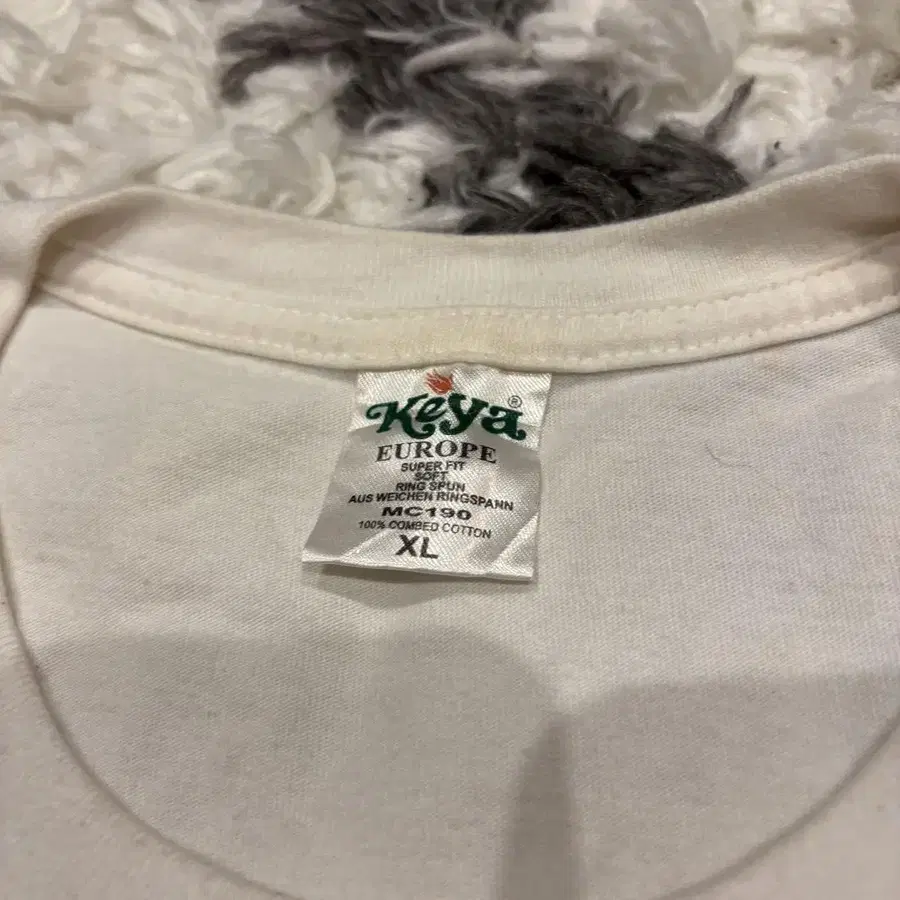 Keya®
EUROPE
SUPER FIT
SOFT
RING SPUN
AUS WEICHEN RINGSPANN
MC190
100% COMBED COTTON
XL